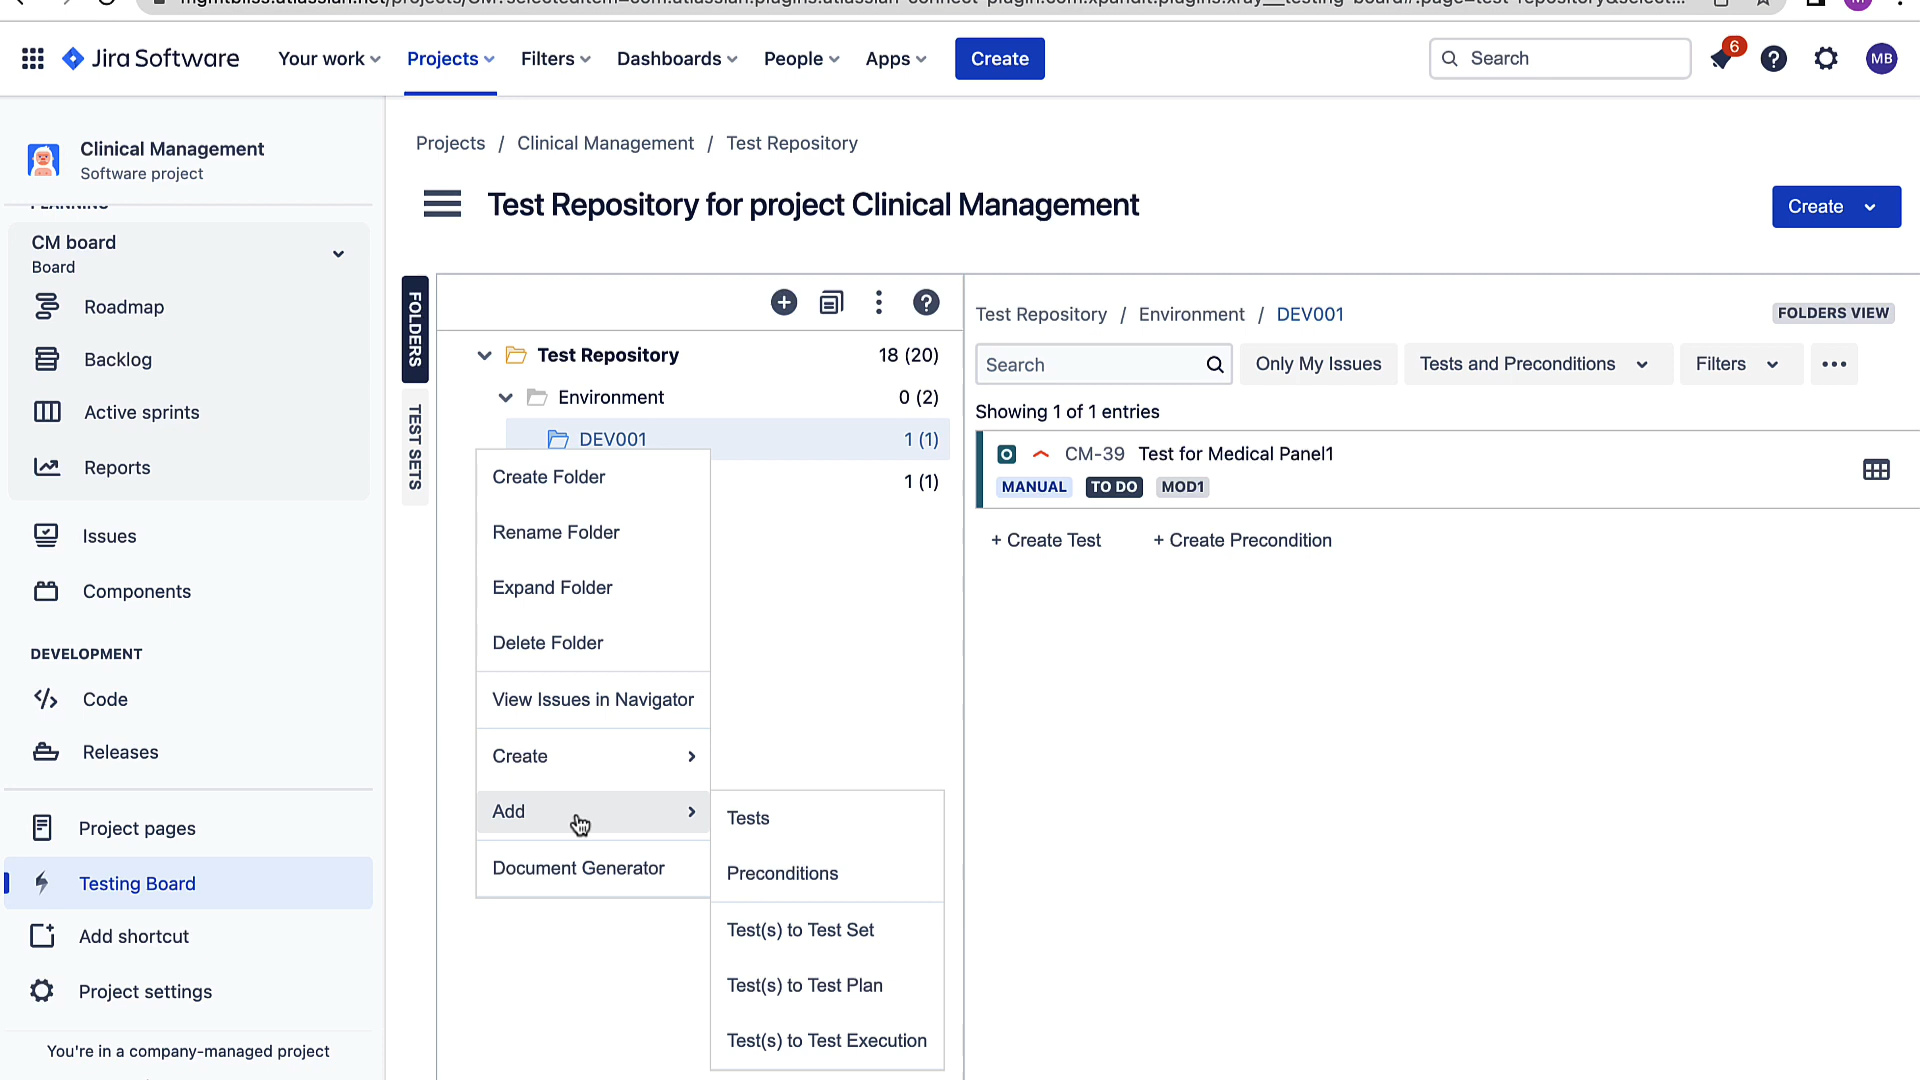 Jira Software
Your work
Projects
Filters
Dashboards
People
Apps
Create
Search
6
MB
Clinical Management
Software project
CM board
Board
Roadmap
Backlog
Active sprints
Reports
Issues
Components
DEVELOPMENT
Code
Releases
Project pages
Testing Board
Add shortcut
Project settings
You're in a company-managed project
Projects / Clinical Management / Test Repository
Test Repository for project Clinical Management
Create
FOLDERS
TEST SETS
Test Repository 18 (20)
Environment 0 (2)
DEV001 1 (1)
1 (1)
Create Folder
Rename Folder
Expand Folder
Delete Folder
View Issues in Navigator
Create
Add
Document Generator
Tests
Preconditions
Test(s) to Test Set
Test(s) to Test Plan
Test(s) to Test Execution
Test Repository / Environment / DEV001
FOLDERS VIEW
Search
Only My Issues
Tests and Preconditions
Filters
Showing 1 of 1 entries
CM-39 Test for Medical Panel1
MANUAL TO DO MOD1
+ Create Test
+ Create Precondition